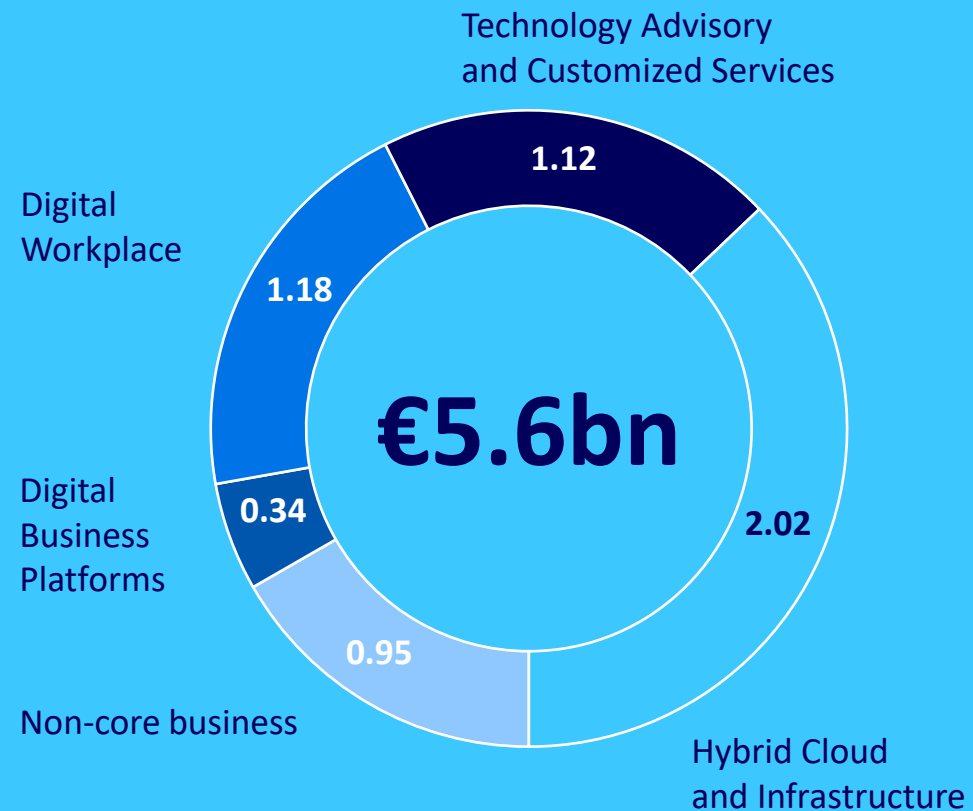 Technology Advisory
and Customized Services
1.12
Digital
Workplace
1.18
€5.6bn
Digital
Business
Platforms
0.34
2.02
0.95
Non-core business
Hybrid Cloud
and Infrastructure